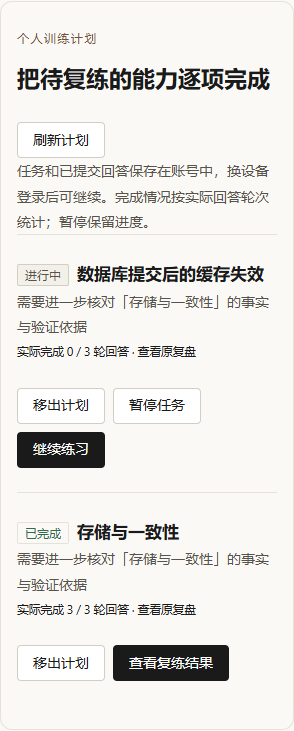 个人训练计划
把待复练的能力逐项完成
刷新计划
任务和已提交回答保存在账号中，换设备
登录后可继续。完成情况按实际回答轮次
统计；暂停保留进度。
进行中 数据库提交后的缓存失效
需要进一步核对「存储与一致性」的事实
与验证依据
实际完成 0 / 3 轮回答 · 查看原复盘
移出计划 暂停任务
继续练习
已完成 存储与一致性
需要进一步核对「存储与一致性」的事实
与验证依据
实际完成 3 / 3 轮回答 · 查看原复盘
移出计划 查看复练结果